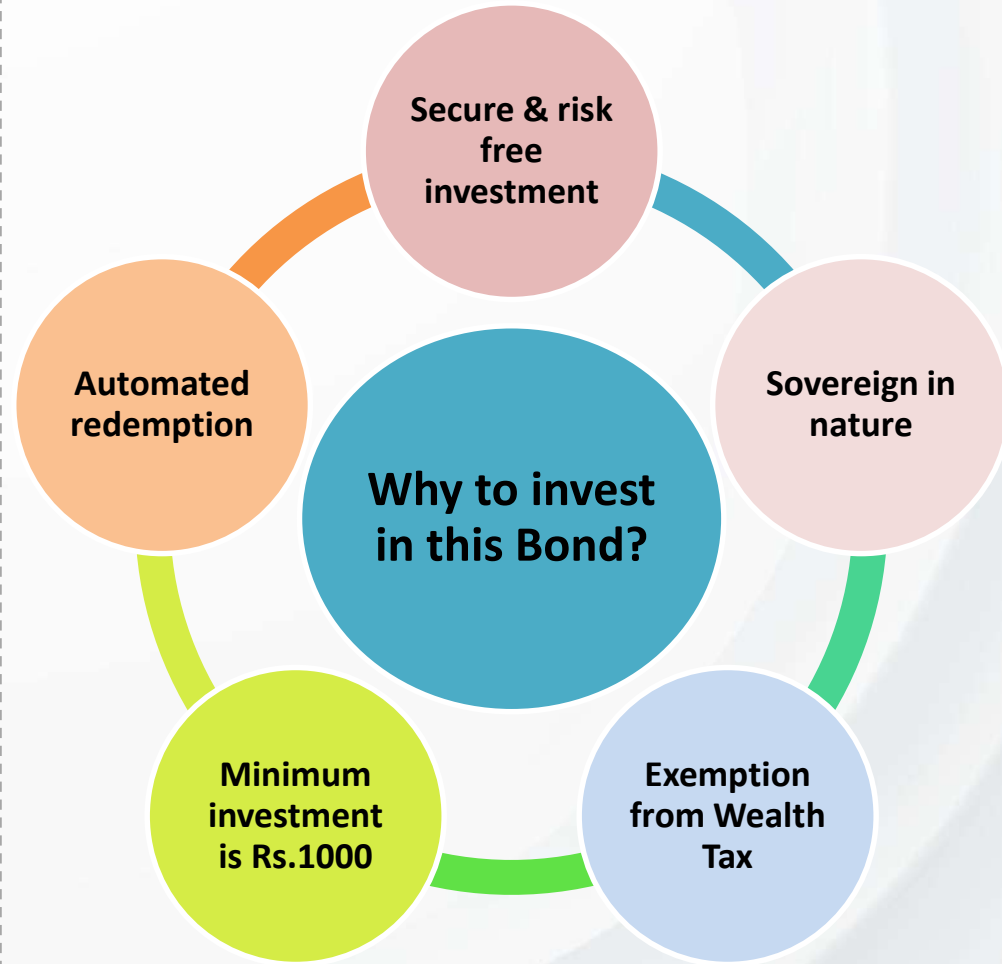 Secure & risk
free
investment
Sovereign in
nature
Exemption
from Wealth
Tax
Minimum
investment
is Rs.1000
Automated
redemption
Why to invest
in this Bond?